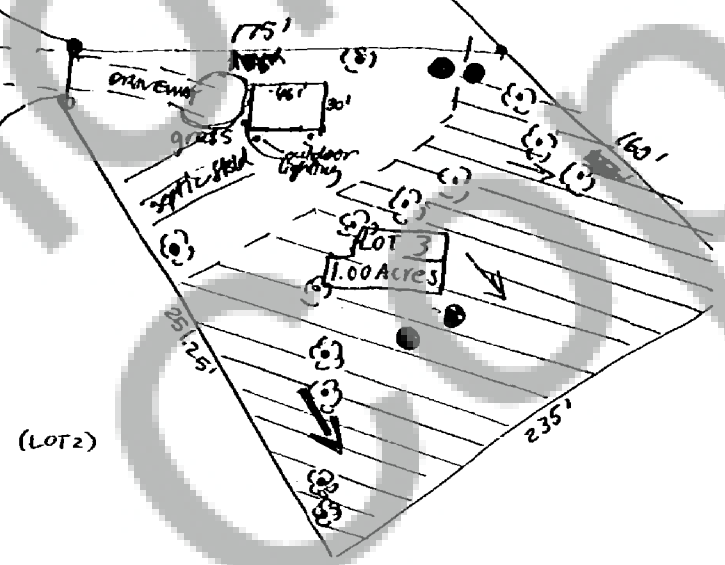 175'
DRIVEWAY
46'
30'
grass
outdoor
lighting
septic field
160'
LOT 3
1.00 Acres
251.25'
(LOT 2)
235'